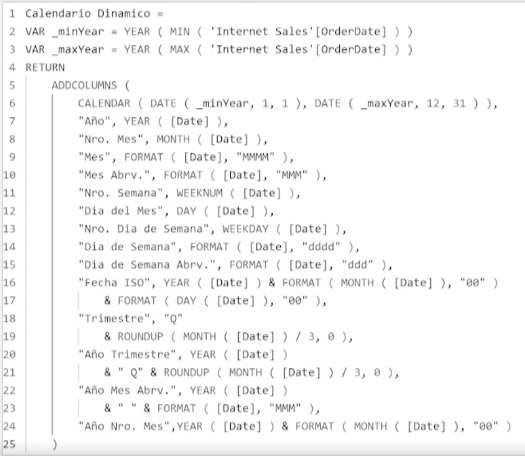 1 Calendario Dinamico =
2 VAR _minYear = YEAR ( MIN ( 'Internet Sales'[OrderDate] ) )
3 VAR _maxYear = YEAR ( MAX ( 'Internet Sales'[OrderDate] ) )
4 RETURN
5 ADDCOLUMNS (
6 CALENDAR ( DATE ( _minYear, 1, 1 ), DATE ( _maxYear, 12, 31 ) ),
7 "Año", YEAR ( [Date] ),
8 "Nro. Mes", MONTH ( [Date] ),
9 "Mes", FORMAT ( [Date], "MMMM" ),
10 "Mes Abrv.", FORMAT ( [Date], "MMM" ),
11 "Nro. Semana", WEEKNUM ( [Date] ),
12 "Dia del Mes", DAY ( [Date] ),
13 "Nro. Dia de Semana", WEEKDAY ( [Date] ),
14 "Dia de Semana", FORMAT ( [Date], "dddd" ),
15 "Dia de Semana Abrv.", FORMAT ( [Date], "ddd" ),
16 "Fecha ISO", YEAR ( [Date] ) & FORMAT ( MONTH ( [Date] ), "00" )
17 & FORMAT ( DAY ( [Date] ), "00" ),
18 "Trimestre", "Q"
19 & ROUNDUP ( MONTH ( [Date] ) / 3, 0 ),
20 "Año Trimestre", YEAR ( [Date] )
21 & " Q" & ROUNDUP ( MONTH ( [Date] ) / 3, 0 ),
22 "Año Mes Abrv.", YEAR ( [Date] )
23 & " " & FORMAT ( [Date], "MMM" ),
24 "Año Nro. Mes",YEAR ( [Date] ) & FORMAT ( MONTH ( [Date] ), "00" )
25 )